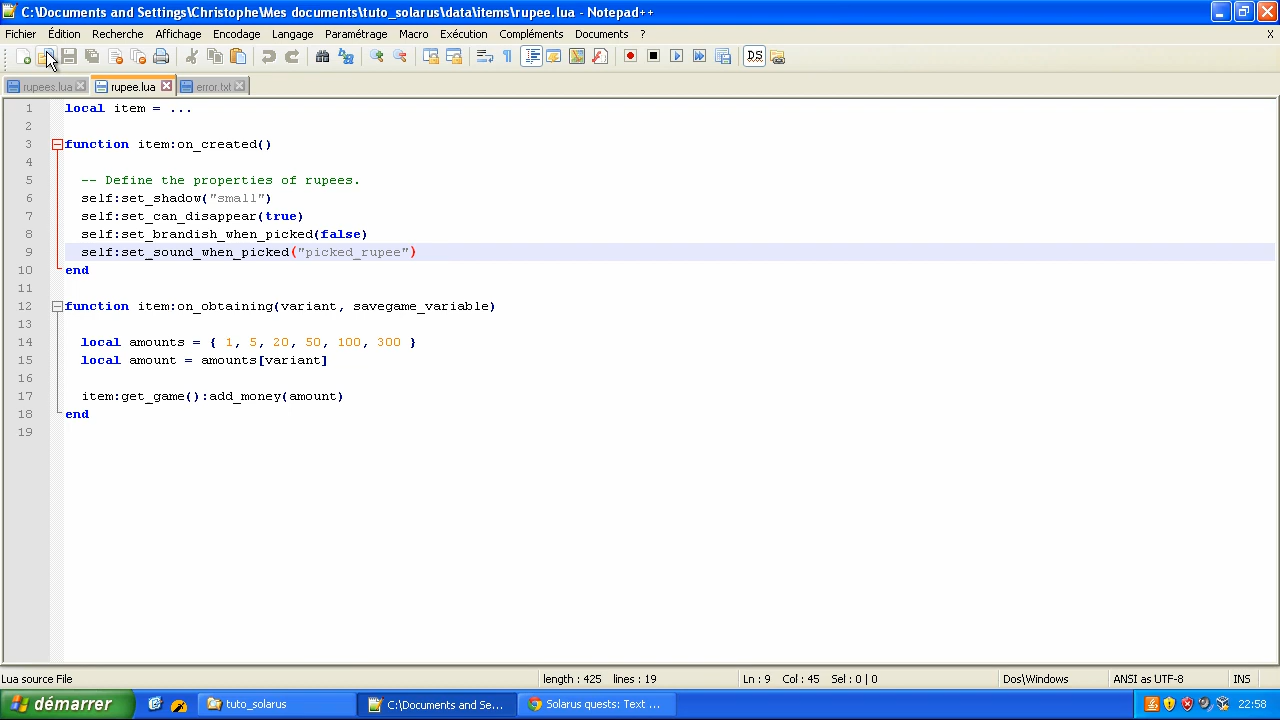 C:\Documents and Settings\Christophe\Mes documents\tuto_solarus\data\items\rupee.lua - Notepad++
Fichier Édition Recherche Affichage Encodage Langage Paramétrage Macro Exécution Compléments Documents ? X
rupees.lua rupee.lua error.txt
1 local item = ...
2
3 function item:on_created()
4
5 -- Define the properties of rupees.
6 self:set_shadow("small")
7 self:set_can_disappear(true)
8 self:set_brandish_when_picked(false)
9 self:set_sound_when_picked("picked_rupee")
10 end
11
12 function item:on_obtaining(variant, savegame_variable)
13
14 local amounts = { 1, 5, 20, 50, 100, 300 }
15 local amount = amounts[variant]
16
17 item:get_game():add_money(amount)
18 end
19
Lua source File length : 425 lines : 19 Ln : 9 Col : 45 Sel : 0 | 0 Dos\Windows ANSI as UTF-8 INS
démarrer tuto_solarus C:\Documents and Se... Solarus quests: Text ... 22:58